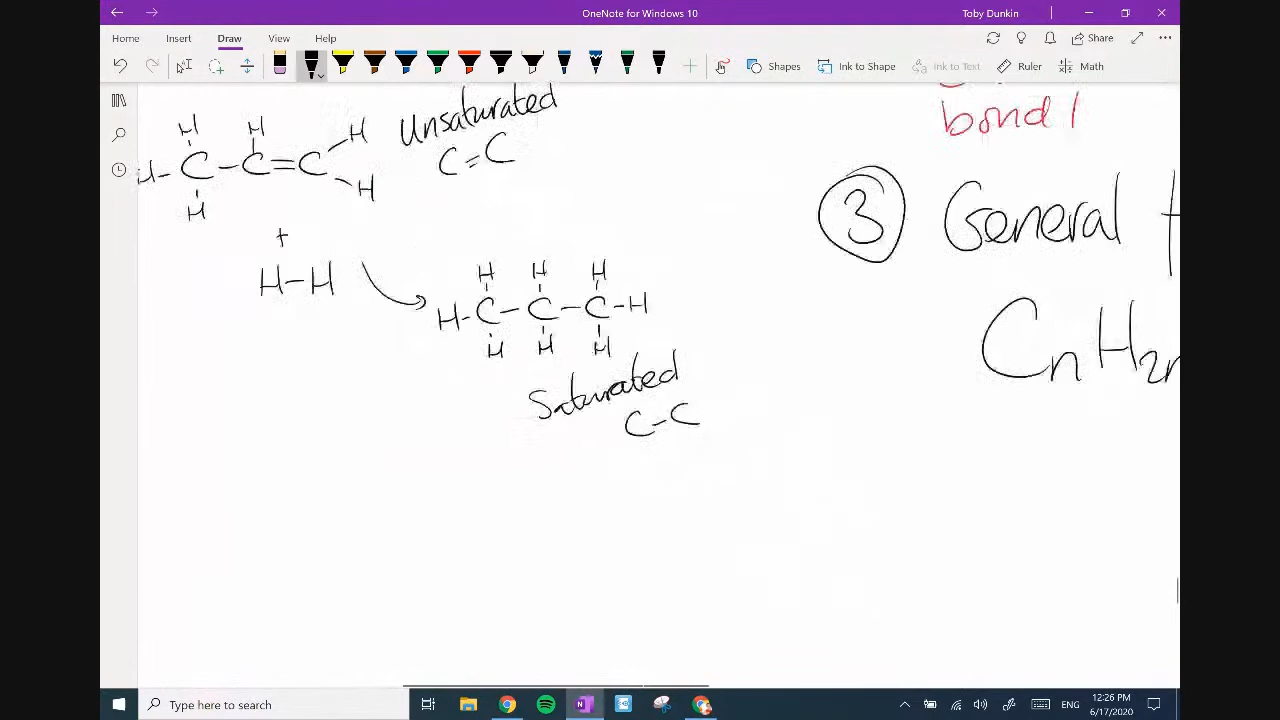 OneNote for Windows 10
Toby Dunkin
Home Insert Draw View Help
Share
Shapes Ink to Shape Ink to Text Ruler Math
bond
Unsaturated
C=C
H H H
H-C-C=C
H H
+
H-H
H H H
H-C-C-C-H
H H H
Saturated
C-C
3 General
CnH2n
Type here to search
ENG
12:26 PM
6/17/2020